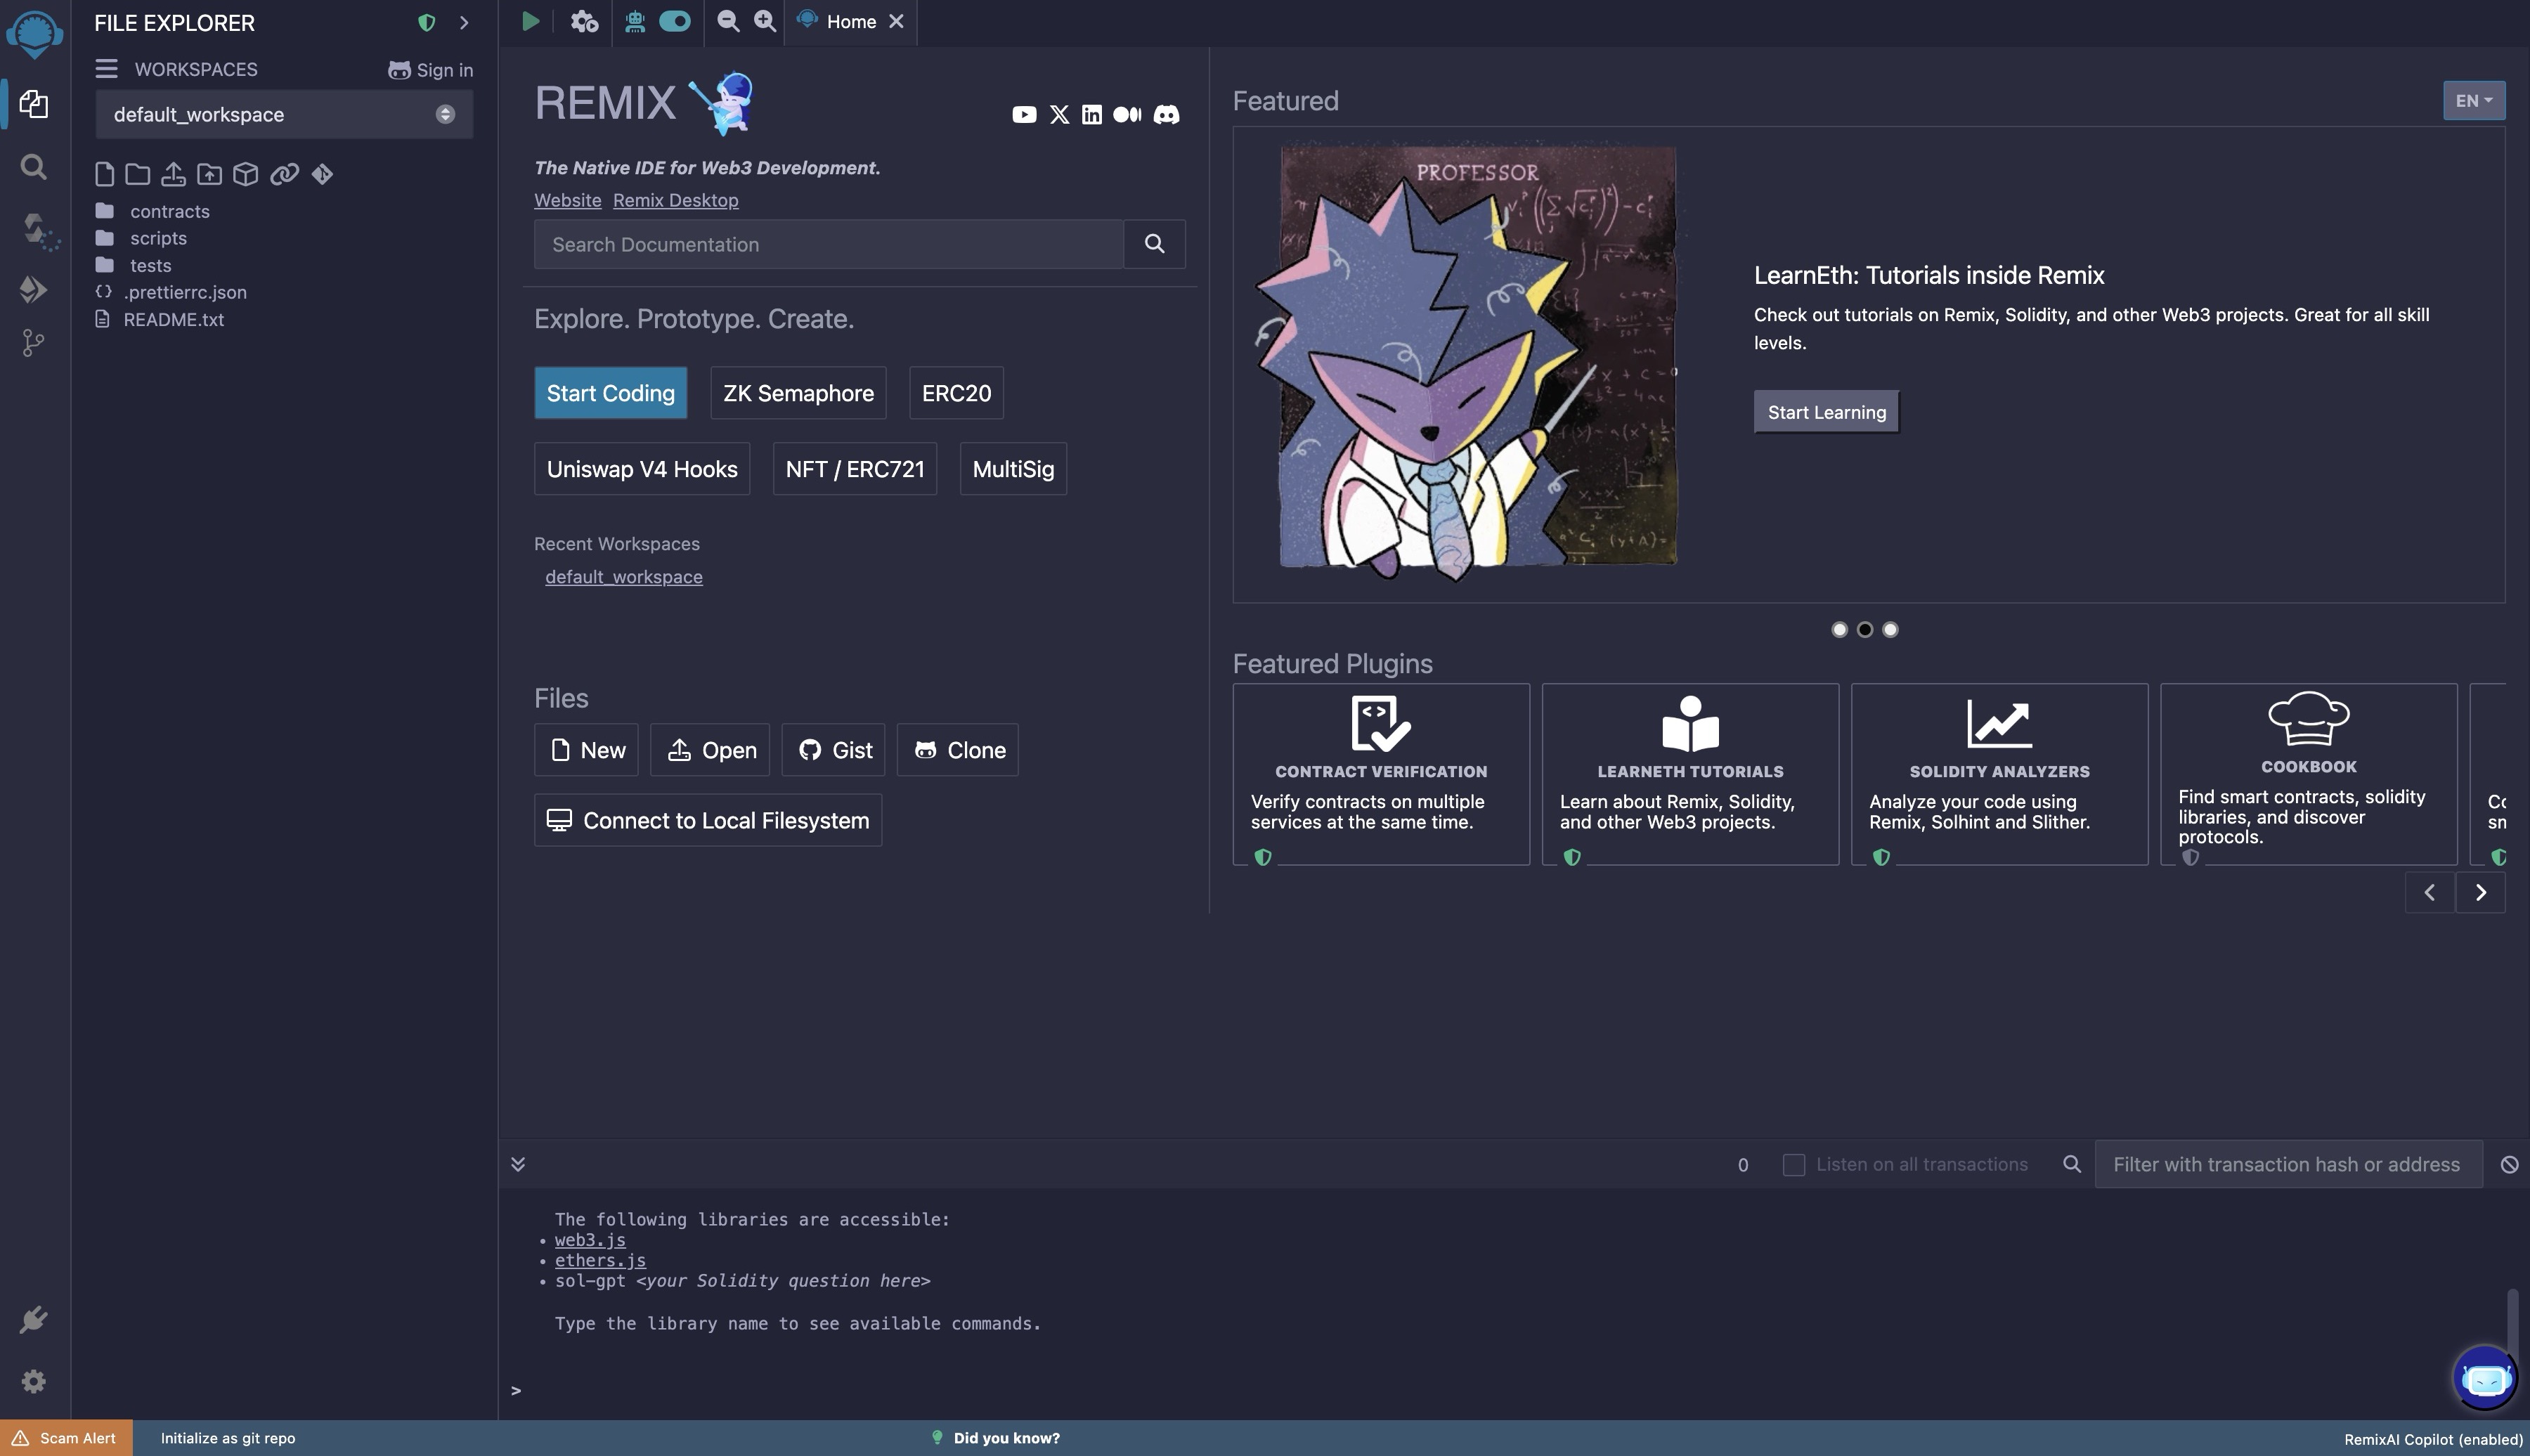 FILE EXPLORER
WORKSPACES
Sign in
default_workspace
contracts
scripts
tests
.prettierrc.json
README.txt
Home
REMIX
The Native IDE for Web3 Development.
Website Remix Desktop
Search Documentation
Explore. Prototype. Create.
Start Coding
ZK Semaphore
ERC20
Uniswap V4 Hooks
NFT / ERC721
MultiSig
Recent Workspaces
default_workspace
Files
New
Open
Gist
Clone
Connect to Local Filesystem
Featured
EN
PROFESSOR
LearnEth: Tutorials inside Remix
Check out tutorials on Remix, Solidity, and other Web3 projects. Great for all skill
levels.
Start Learning
Featured Plugins
CONTRACT VERIFICATION
Verify contracts on multiple
services at the same time.
LEARNETH TUTORIALS
Learn about Remix, Solidity,
and other Web3 projects.
SOLIDITY ANALYZERS
Analyze your code using
Remix, Solhint and Slither.
COOKBOOK
Find smart contracts, solidity
libraries, and discover
protocols.
0
Listen on all transactions
Filter with transaction hash or address
The following libraries are accessible:
• web3.js
• ethers.js
• sol-gpt <your Solidity question here>
Type the library name to see available commands.
>
Scam Alert
Initialize as git repo
Did you know?
RemixAI Copilot (enabled)